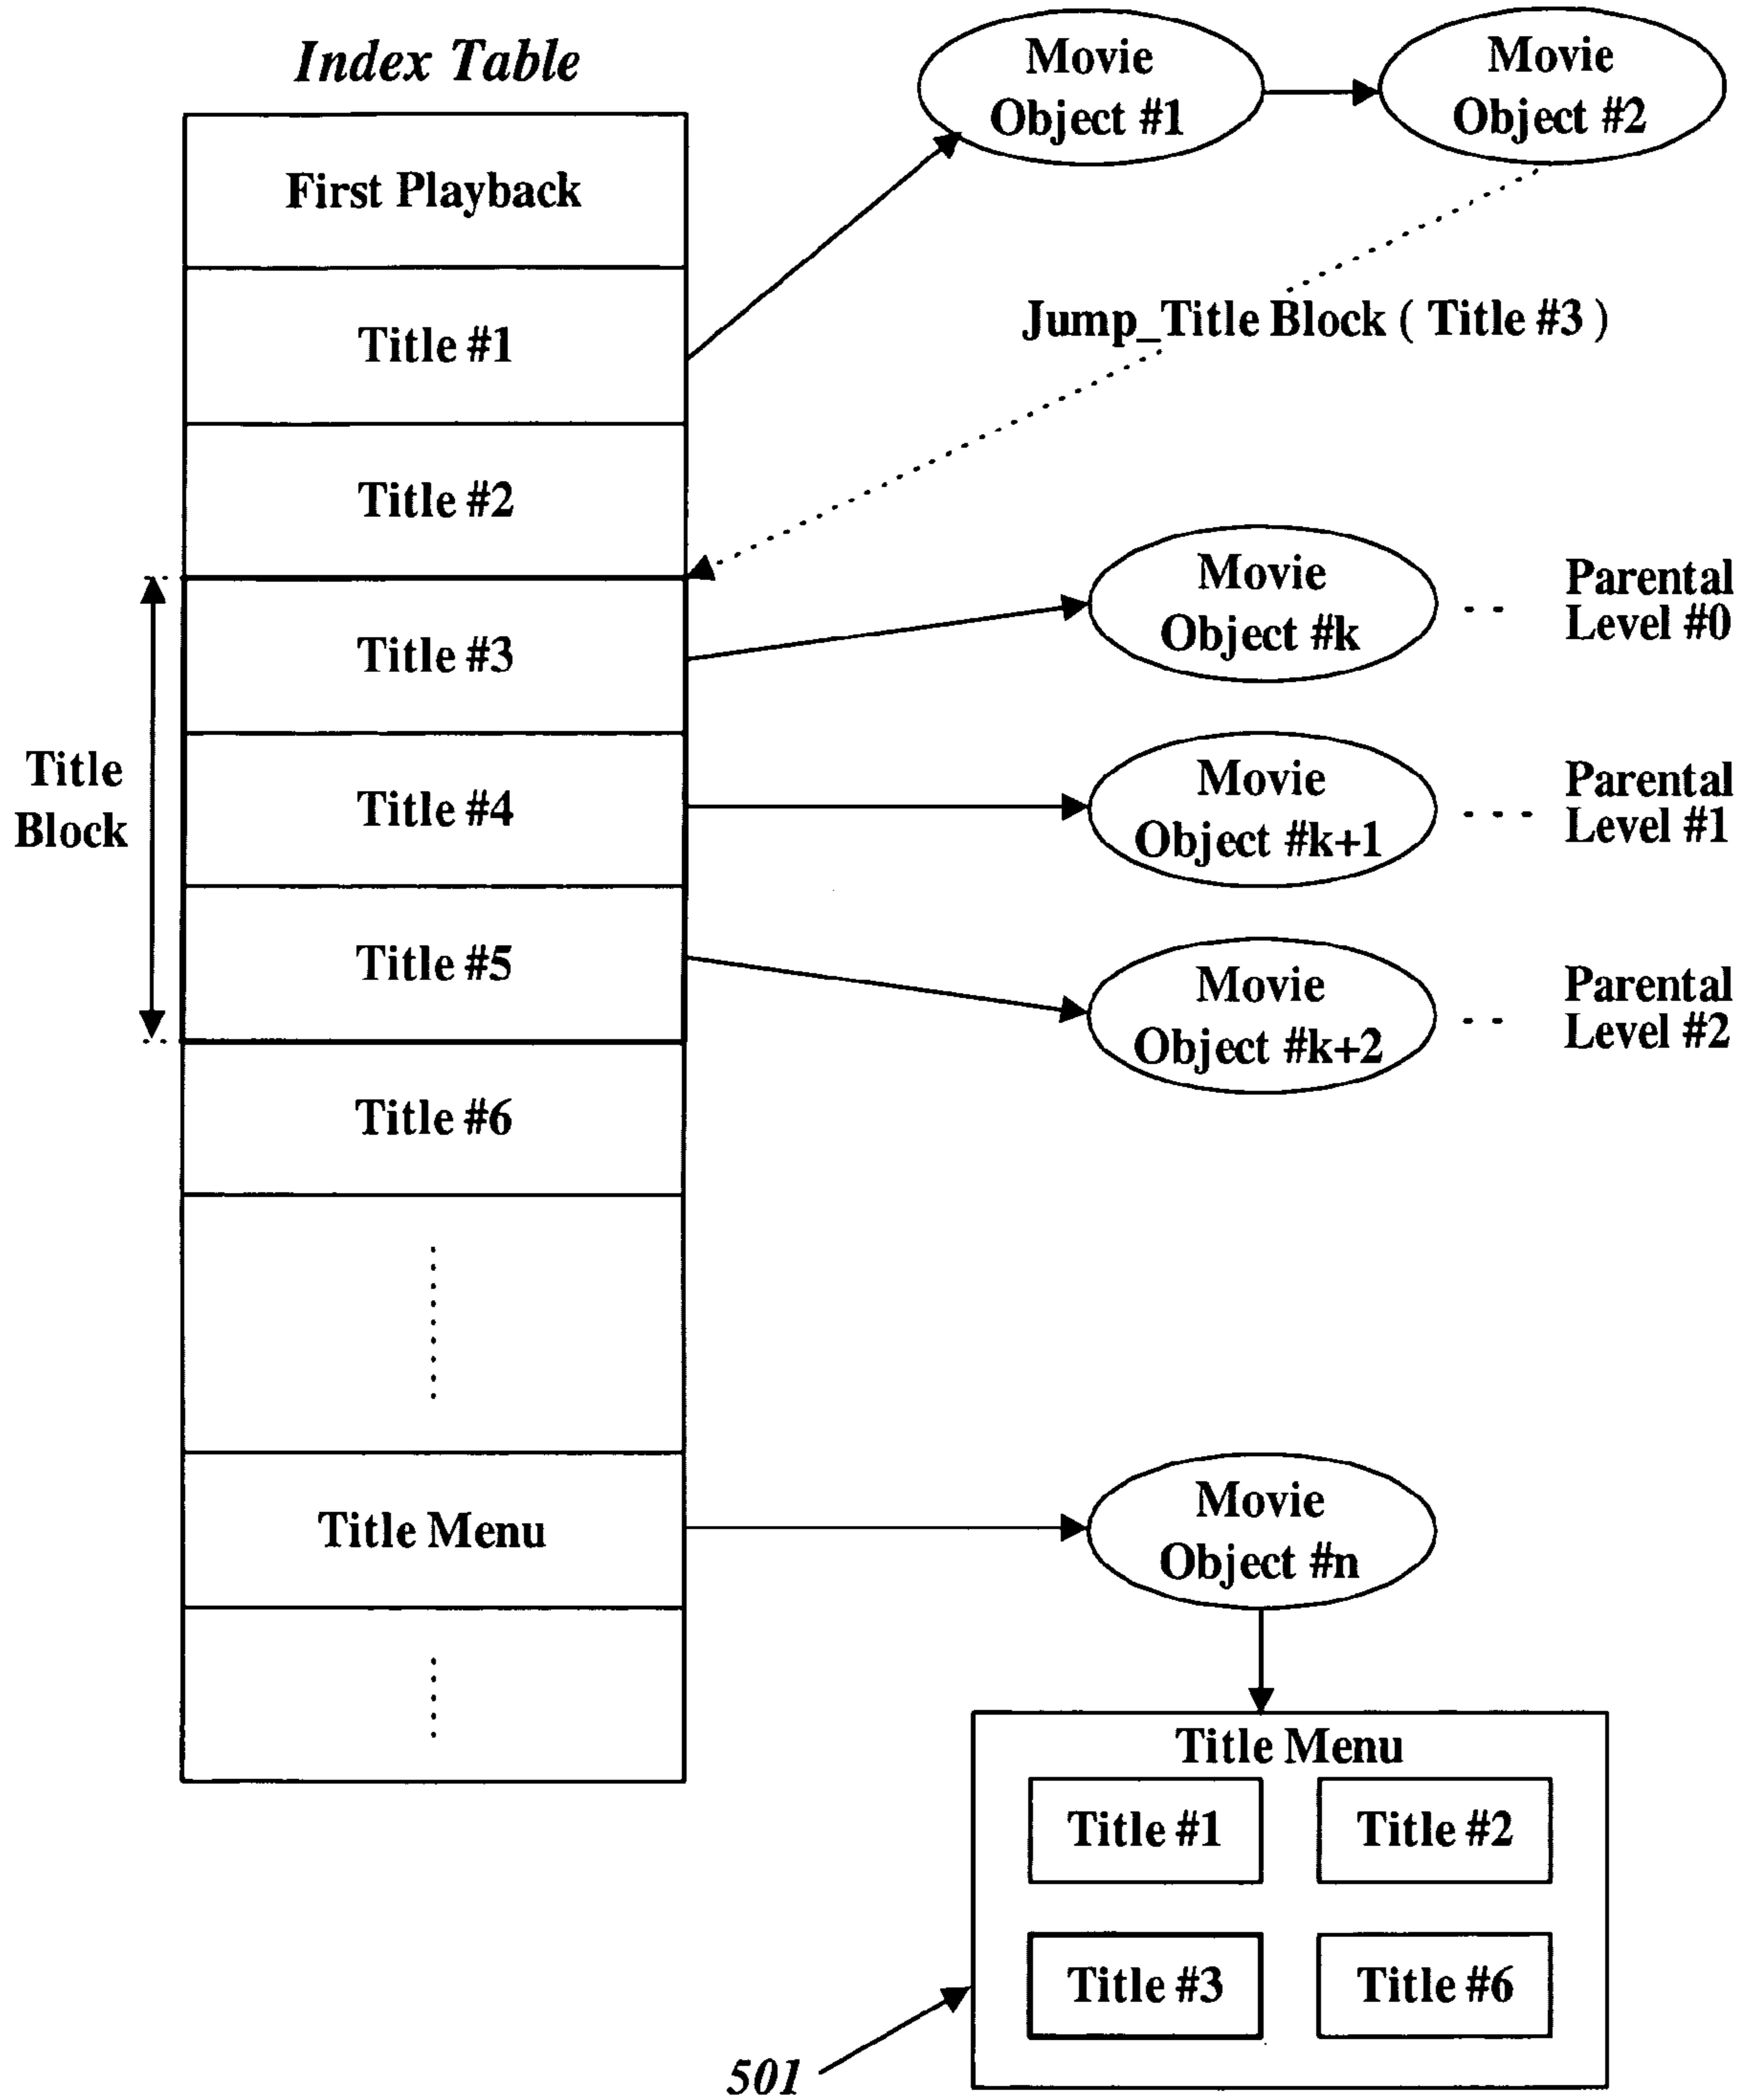 Index Table
First Playback
Title #1
Title #2
Title #3
Title #4
Title #5
Title #6
Title Menu
Title
Block
Movie
Object #1
Movie
Object #2
Jump_Title Block ( Title #3 )
Movie
Object #k
Parental
Level #0
Movie
Object #k+1
Parental
Level #1
Movie
Object #k+2
Parental
Level #2
Movie
Object #n
Title Menu
Title #1
Title #2
Title #3
Title #6
501